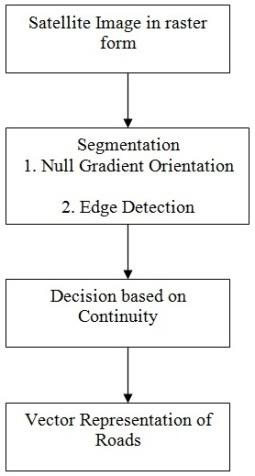 Satellite Image in raster
form
Segmentation
1. Null Gradient Orientation
2. Edge Detection
Decision based on
Continuity
Vector Representation of
Roads